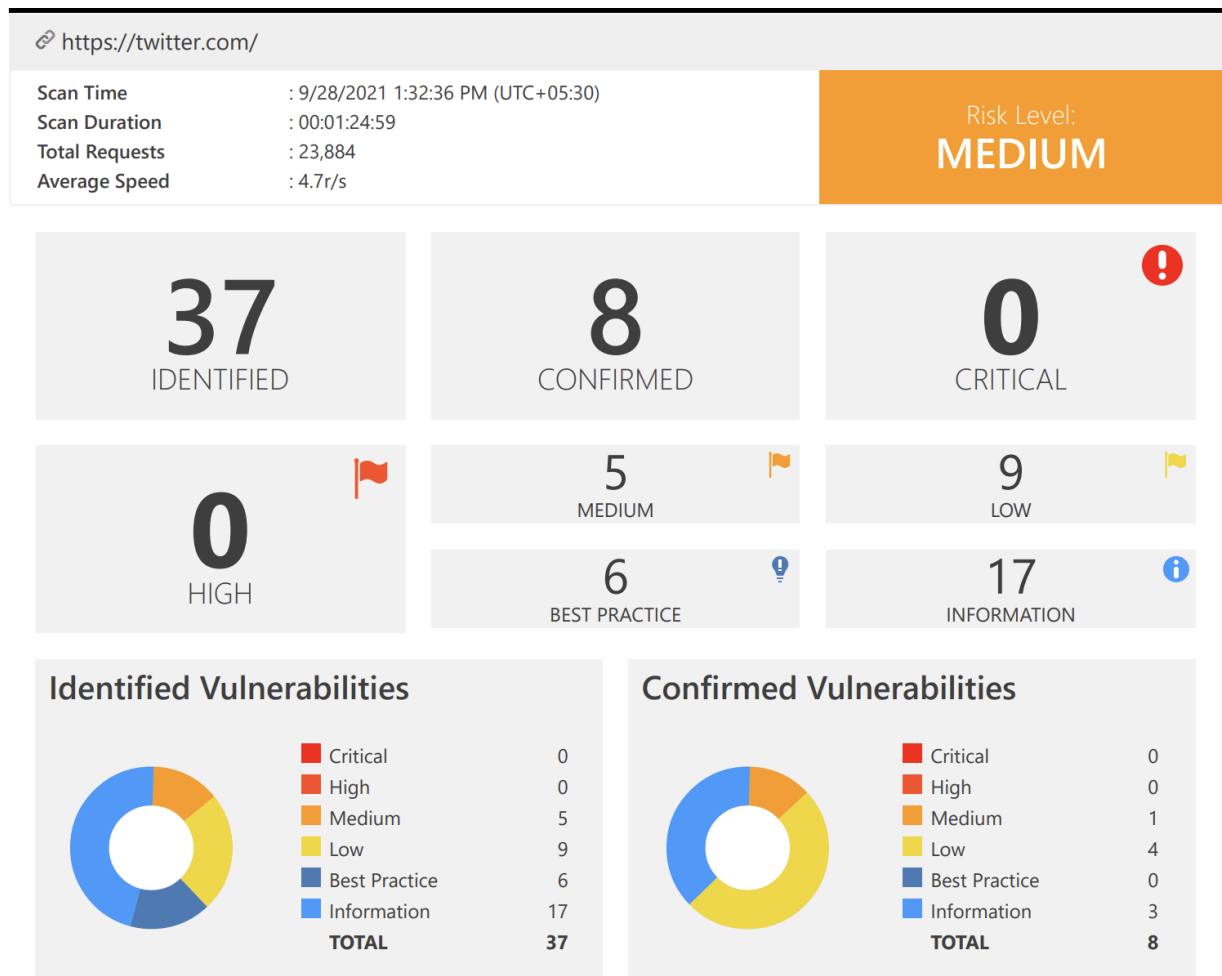 https://twitter.com/
Scan Time : 9/28/2021 1:32:36 PM (UTC+05:30)
Scan Duration : 00:01:24:59
Total Requests : 23,884
Average Speed : 4.7r/s
Risk Level:
MEDIUM
37
IDENTIFIED
8
CONFIRMED
0
CRITICAL
0
HIGH
5
MEDIUM
9
LOW
6
BEST PRACTICE
17
INFORMATION
Identified Vulnerabilities
Critical 0
High 0
Medium 5
Low 9
Best Practice 6
Information 17
TOTAL 37
Confirmed Vulnerabilities
Critical 0
High 0
Medium 1
Low 4
Best Practice 0
Information 3
TOTAL 8